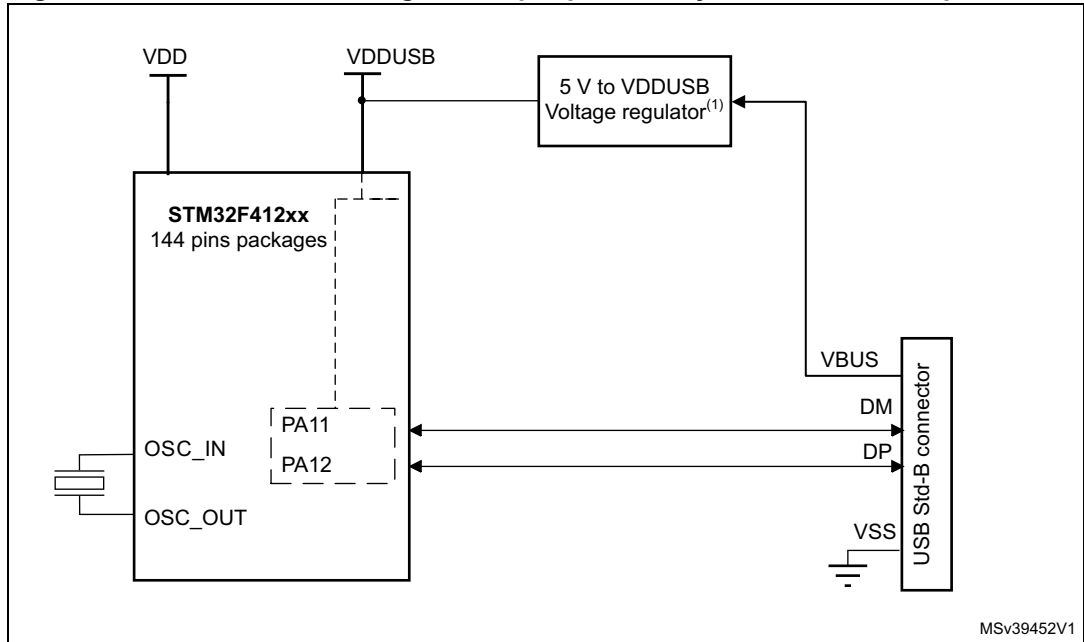 VDD
VDDUSB
5 V to VDDUSB
Voltage regulator(1)
STM32F412xx
144 pins packages
VBUS
DM
PA11
OSC_IN
DP
PA12
OSC_OUT
VSS
USB Std-B connector
MSv39452V1